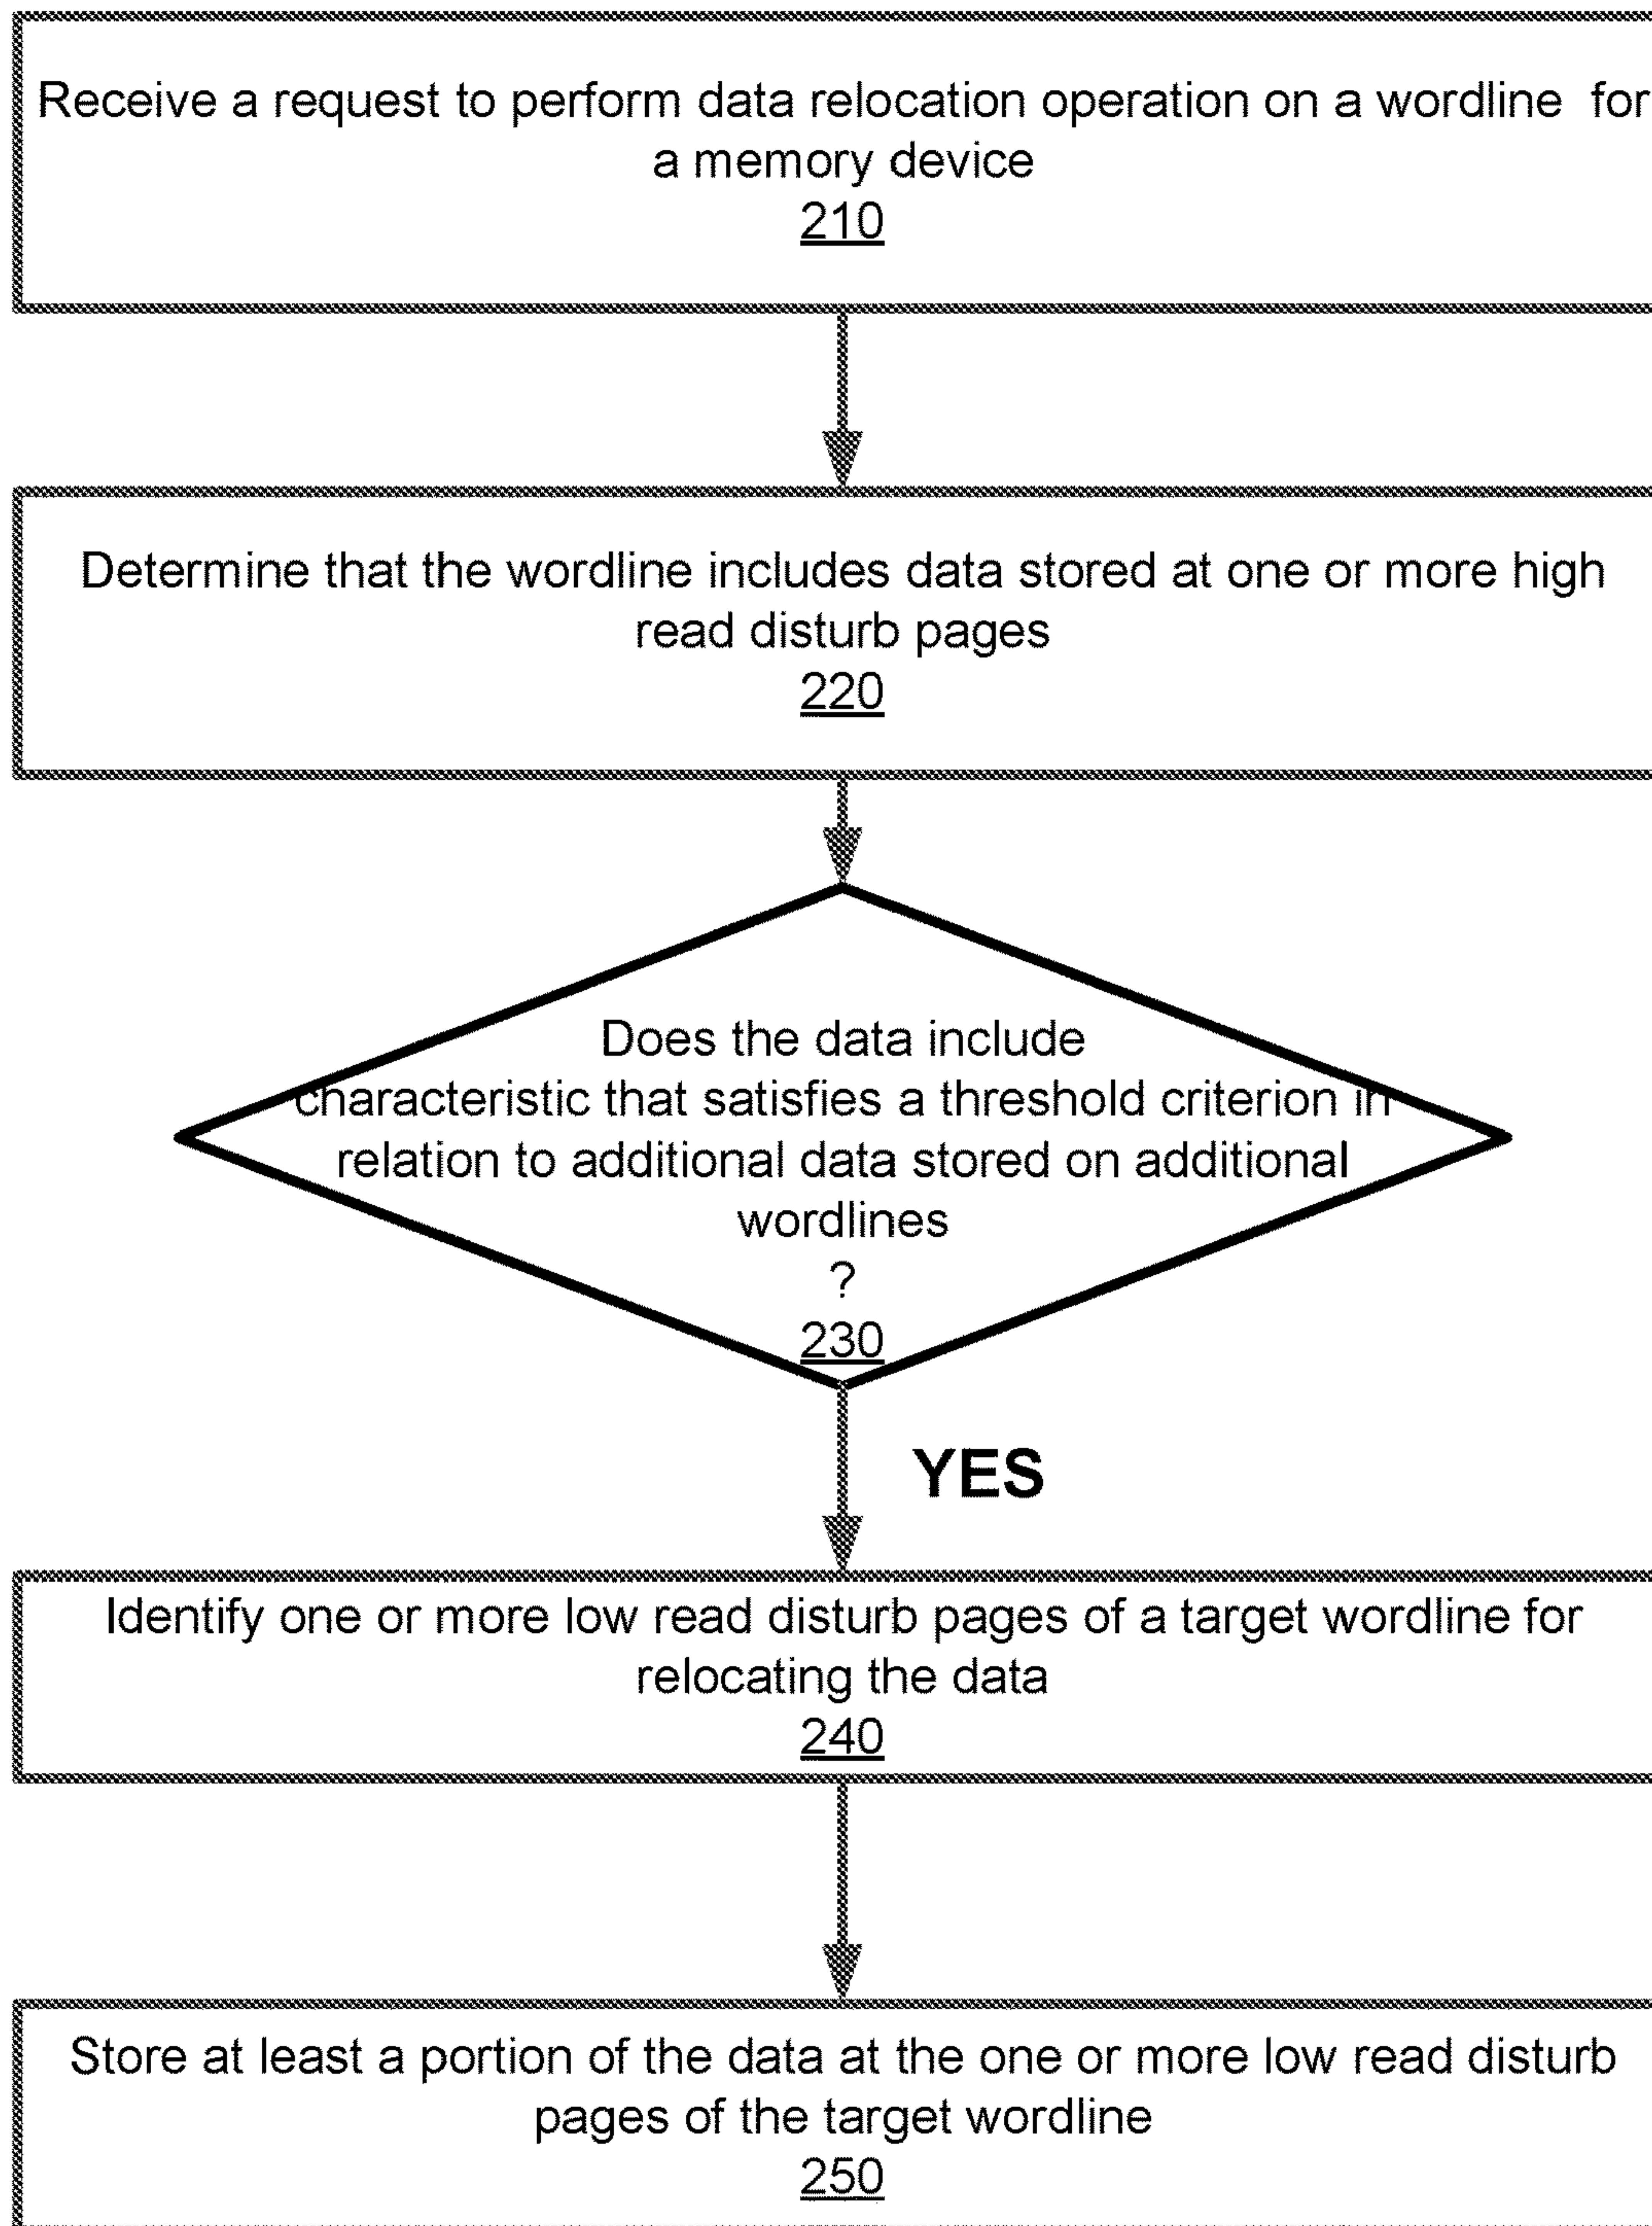 Receive a request to perform data relocation operation on a wordline  for
a memory device
210
Determine that the wordline includes data stored at one or more high
read disturb pages
220
Does the data include
characteristic that satisfies a threshold criterion in
relation to additional data stored on additional
wordlines
?
230
YES
Identify one or more low read disturb pages of a target wordline for
relocating the data
240
Store at least a portion of the data at the one or more low read disturb
pages of the target wordline
250